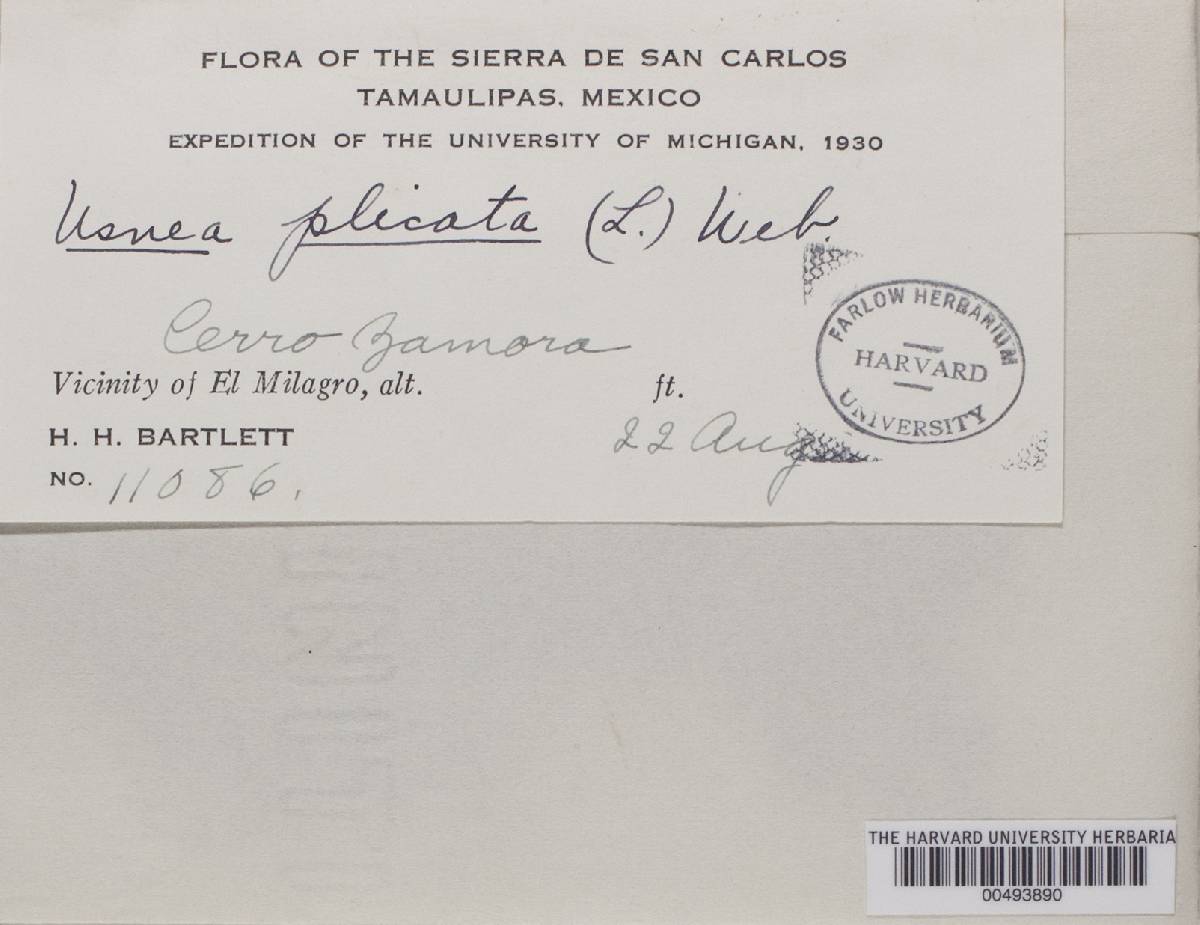 FLORA OF THE SIERRA DE SAN CARLOS
TAMAULIPAS, MEXICO
EXPEDITION OF THE UNIVERSITY OF MICHIGAN, 1930
Usnea plicata (L.) Web.
Cerro Zamora
Vicinity of El Milagro, alt. ft.
H. H. BARTLETT
22 Aug
NO. 11086.
FARLOW HERBARIUM
HARVARD
UNIVERSITY
THE HARVARD UNIVERSITY HERBARIA
00493890